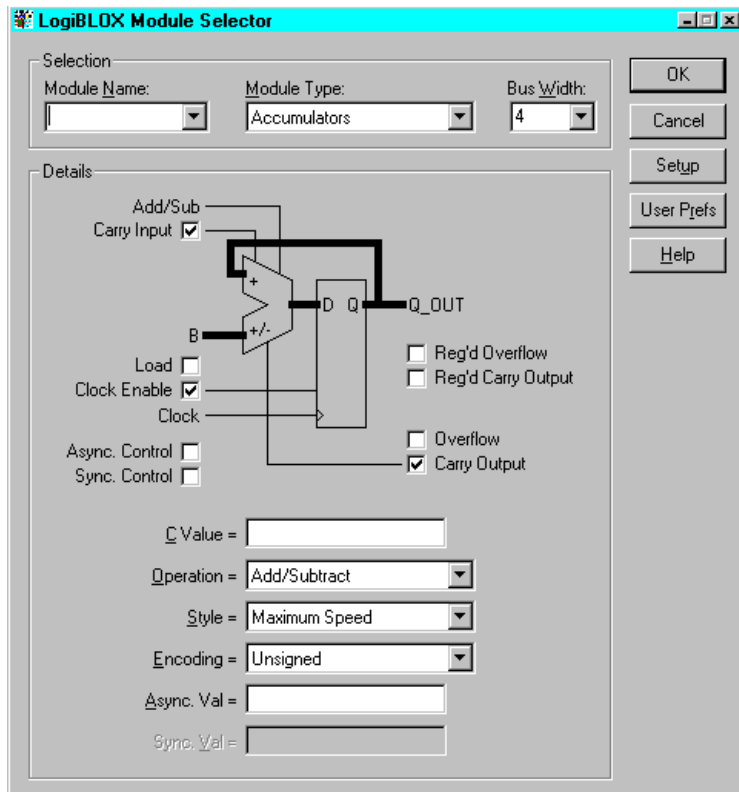 LogiBLOX Module Selector
Selection
Module Name:
Module Type:
Bus Width:
Accumulators
4
OK
Cancel
Setup
User Prefs
Help
Details
Add/Sub
Carry Input
+
D Q
Q_OUT
B
+/-
Load
Clock Enable
Clock
Async. Control
Sync. Control
Reg'd Overflow
Reg'd Carry Output
Overflow
Carry Output
C Value =
Operation = Add/Subtract
Style = Maximum Speed
Encoding = Unsigned
Async. Val =
Sync. Val =